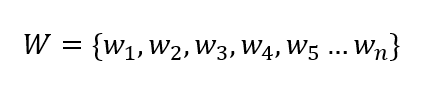 W = {w₁, w₂, w₃, w₄, w₅ … wₙ}